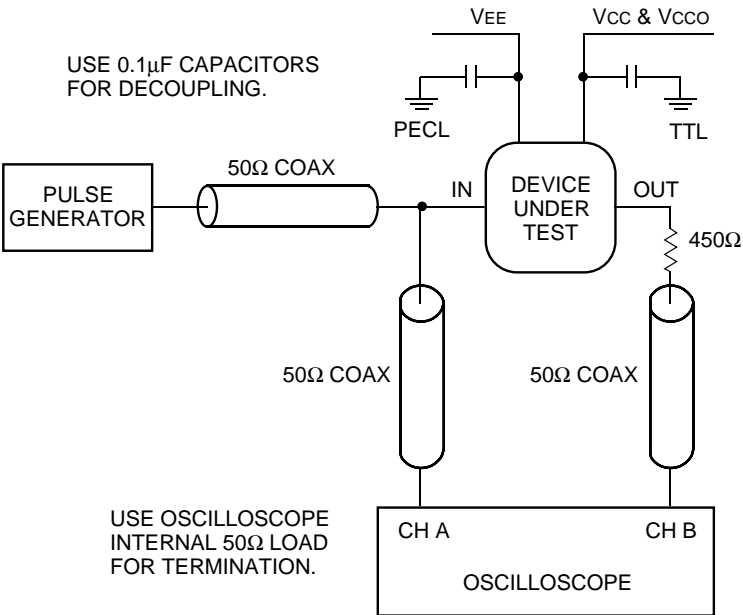 VEE
VCC & VCCO
USE 0.1µF CAPACITORS
FOR DECOUPLING.
PECL
TTL
50Ω COAX
PULSE
GENERATOR
IN
DEVICE
UNDER
TEST
OUT
450Ω
50Ω COAX
50Ω COAX
USE OSCILLOSCOPE
INTERNAL 50Ω LOAD
FOR TERMINATION.
CH A
CH B
OSCILLOSCOPE